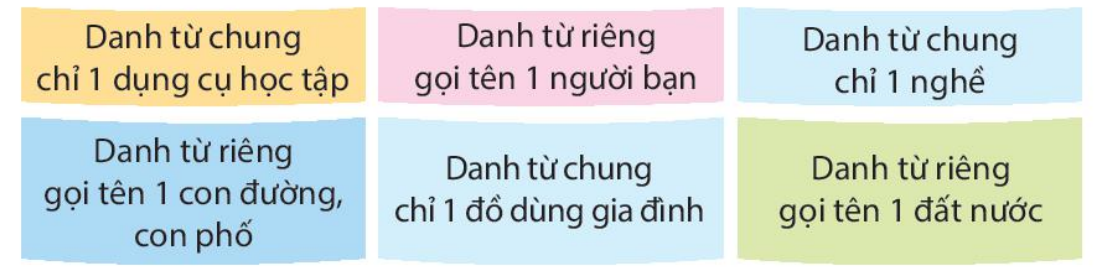 Danh từ chung
chỉ 1 dụng cụ học tập
Danh từ riêng
gọi tên 1 người bạn
Danh từ chung
chỉ 1 nghề
Danh từ riêng
gọi tên 1 con đường,
con phố
Danh từ chung
chỉ 1 đồ dùng gia đình
Danh từ riêng
gọi tên 1 đất nước